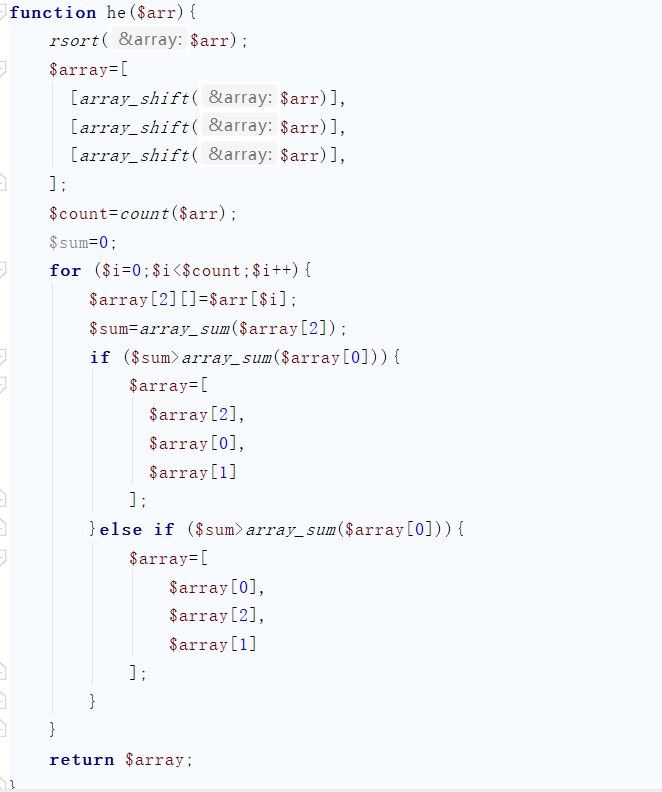 function he($arr){
    rsort( &array: $arr);
    $array=[
      [array_shift( &array: $arr)],
      [array_shift( &array: $arr)],
      [array_shift( &array: $arr)],
    ];
    $count=count($arr);
    $sum=0;
    for ($i=0;$i<$count;$i++){
        $array[2][]=$arr[$i];
        $sum=array_sum($array[2]);
        if ($sum>array_sum($array[0])){
            $array=[
              $array[2],
              $array[0],
              $array[1]
            ];
        }else if ($sum>array_sum($array[0])){
            $array=[
                $array[0],
                $array[2],
                $array[1]
            ];
        }
    }
    return $array;
}